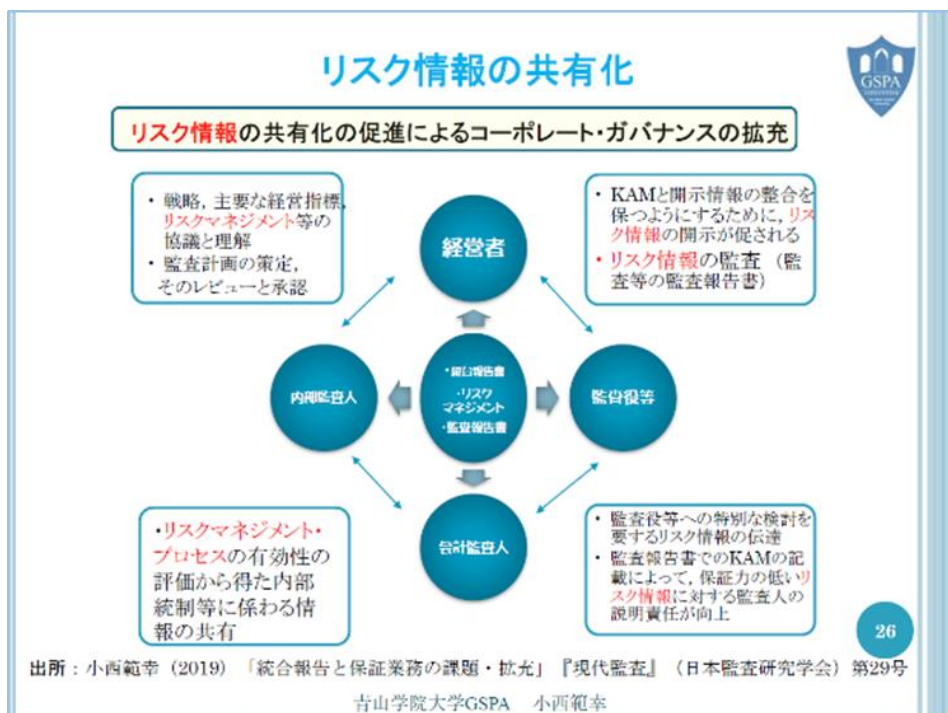 リスク情報の共有化
GSPA
リスク情報の共有化の促進によるコーポレート・ガバナンスの拡充
・戦略，主要な経営指標，
リスクマネジメント等の
協議と理解
・監査計画の策定，
そのレビューと承認
・KAMと開示情報の整合を
保つようにするために，リス
ク情報の開示が促される
・リスク情報の監査（監
査等の監査報告書）
経営者
内部監査人
報告書
・リスク
マネジメント
・監査報告書
監査役等
会計監査人
・リスクマネジメント・
プロセスの有効性の
評価から得た内部
統制等に係わる情
報の共有
・監査役等への特別な検討を
要するリスク情報の伝達
・監査報告書でのKAMの記
載によって，保証力の低いリ
スク情報に対する監査人の
説明責任が向上
26
出所：小西範幸（2019）「統合報告と保証業務の課題・拡充」『現代監査』（日本監査研究学会）第29号
青山学院大学GSPA　小西範幸